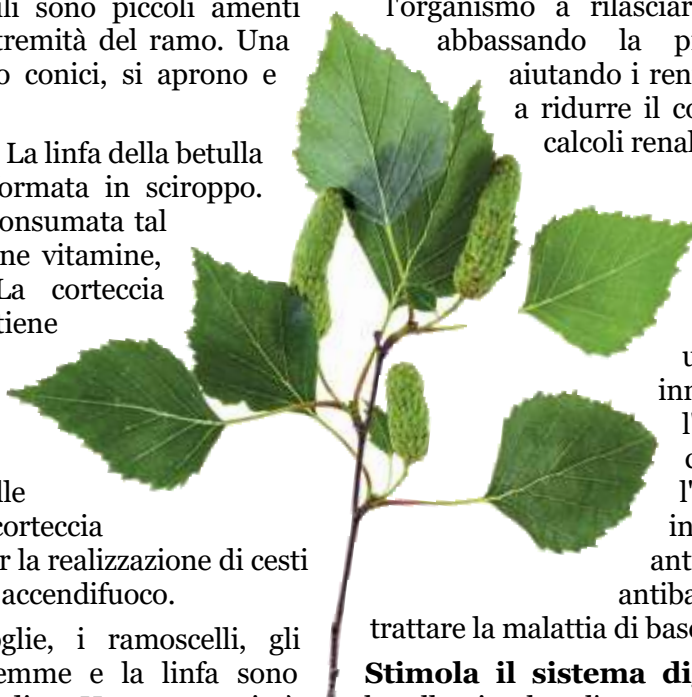 ili sono piccoli amenti
tremità del ramo. Una
o conici, si aprono e
La linfa della betulla
ormata in sciroppo.
onsumata tal
ne vitamine,
La corteccia
tiene
lle
corteccia
r la realizzazione di cesti
accendifuoco.
glie, i ramoscelli, gli
emme e la linfa sono
l'organismo a rilasciar
abbassando la p
aiutando i ren
a ridurre il co
calcoli renal
u
inn
l'
c
l'
in
ant
antiba
trattare la malattia di base
Stimola il sistema di